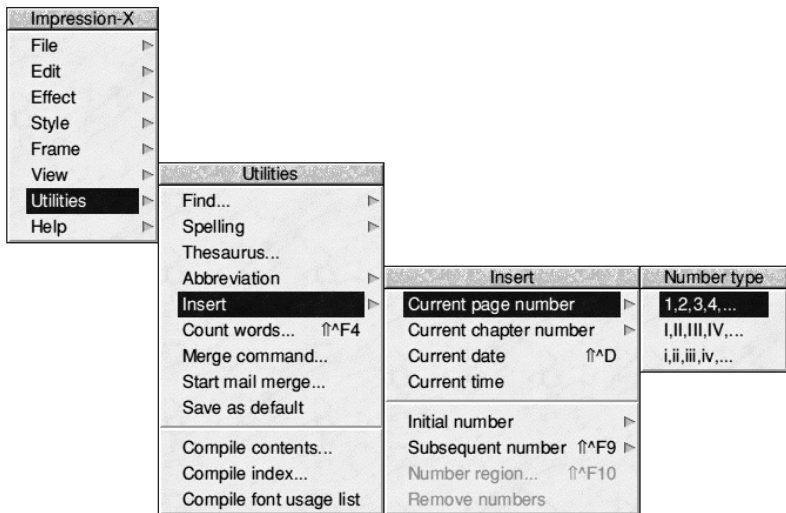 Impression-X
File
Edit
Effect
Style
Frame
View
Utilities
Help
Utilities
Find...
Spelling
Thesaurus...
Abbreviation
Insert
Count words... ⇑^F4
Merge command...
Start mail merge...
Save as default
Compile contents...
Compile index...
Compile font usage list
Insert
Current page number
Current chapter number
Current date ⇑^D
Current time
Initial number
Subsequent number ⇑^F9
Number region... ⇑^F10
Remove numbers
Number type
1,2,3,4,...
I,II,III,IV,...
i,ii,iii,iv,...